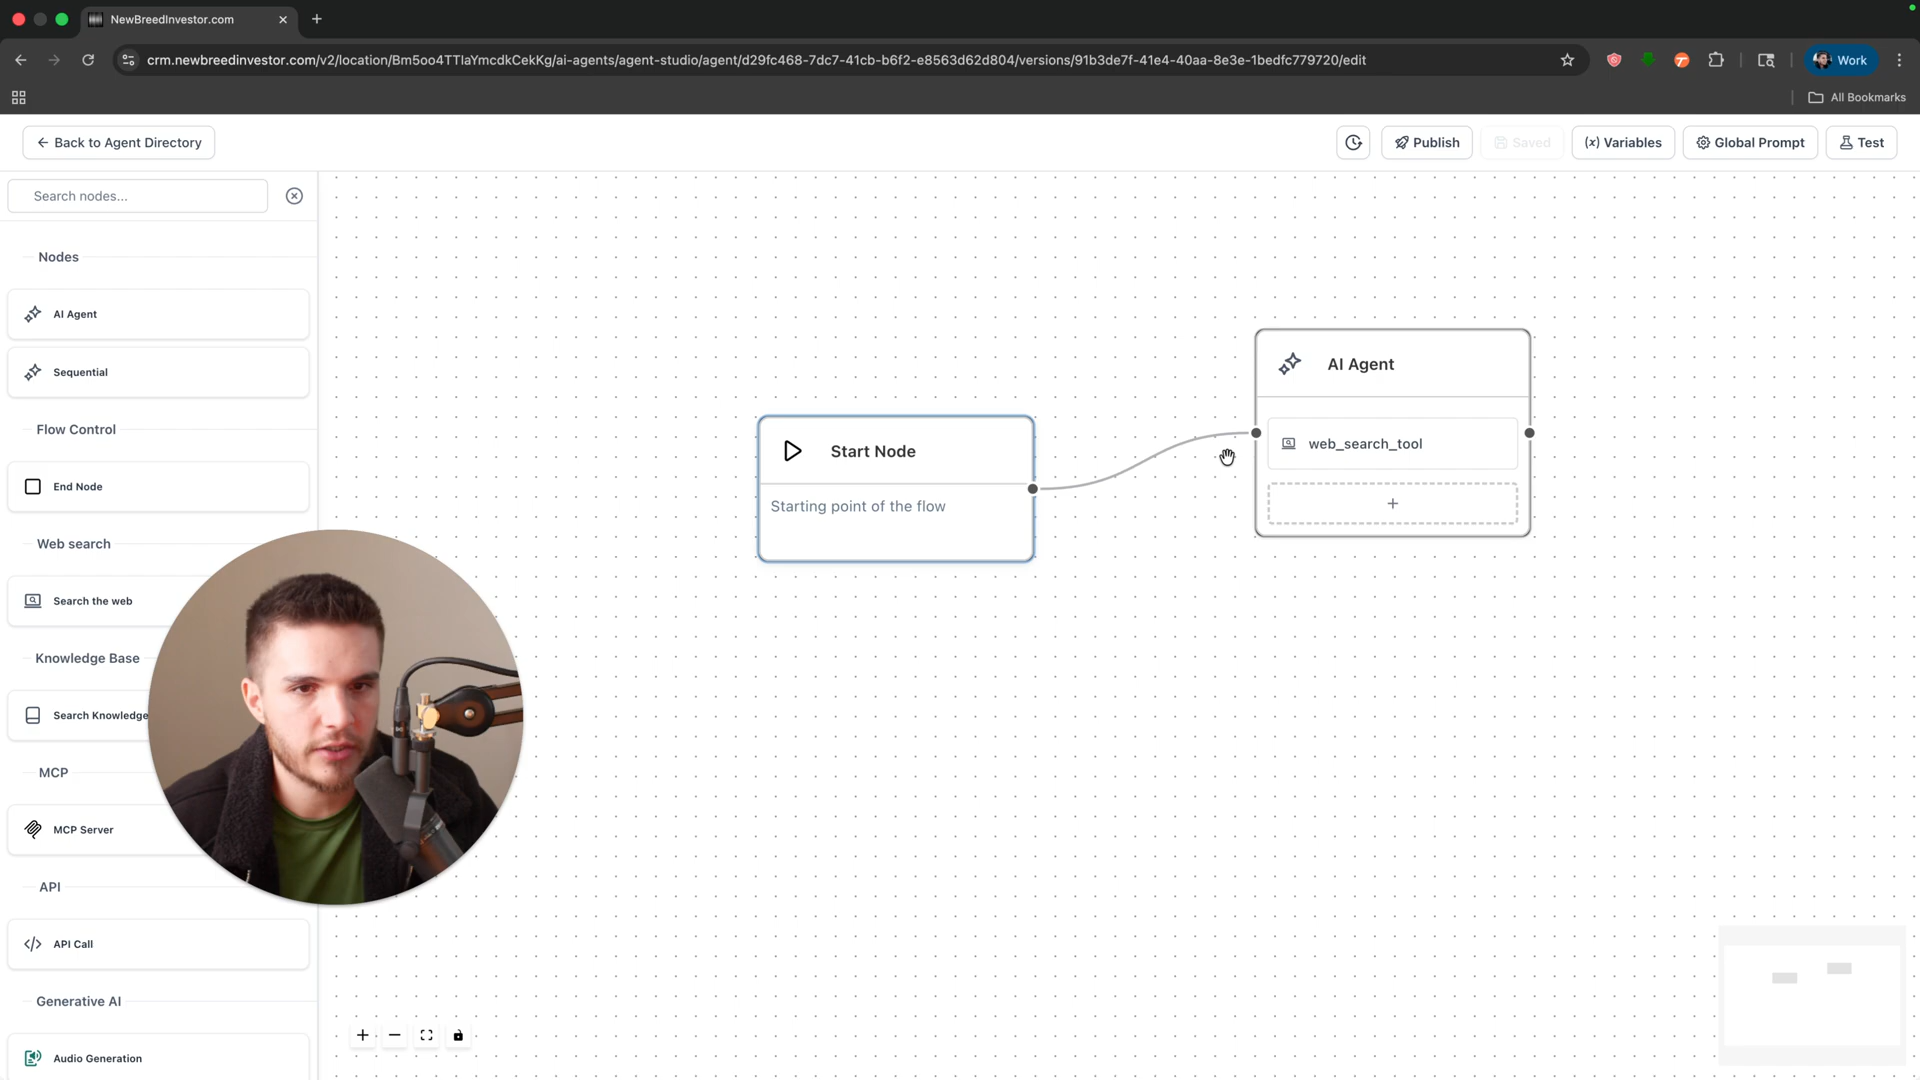 NewBreedInvestor.com
crm.newbreedinvestor.com/v2/location/Bm5oo4TTlaYmcdkCekKg/ai-agents/agent-studio/agent/d29fc468-7dc7-41cb-b6f2-e8563d62d804/versions/91b3de7f-41e4-40aa-8e3e-1bedfc779720/edit
Work
All Bookmarks
Back to Agent Directory
Publish
Saved
(x) Variables
Global Prompt
Test
Search nodes...
Nodes
AI Agent
Sequential
Flow Control
End Node
Web search
Search the web
Knowledge Base
Search Knowledge
MCP
MCP Server
API
API Call
Generative AI
Audio Generation
Start Node
Starting point of the flow
AI Agent
web_search_tool